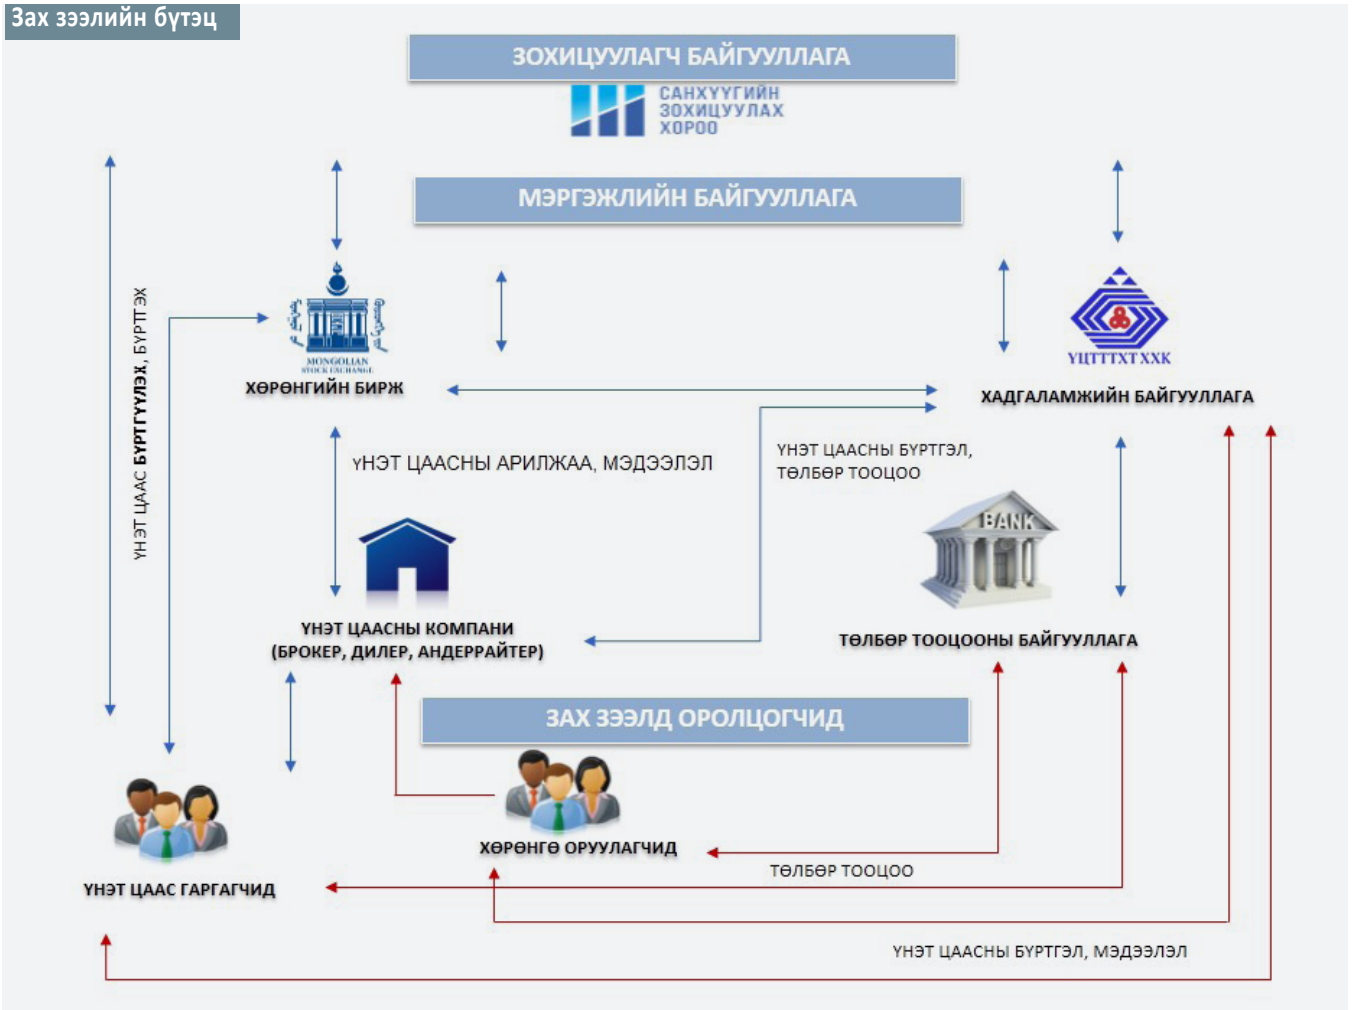 Зах зээлийн бүтэц
ЗОХИЦУУЛАГЧ БАЙГУУЛЛАГА
САНХҮҮГИЙН
ЗОХИЦУУЛАХ
ХОРОО
МЭРГЭЖЛИЙН БАЙГУУЛЛАГА
MONGOLIAN
STOCK EXCHANGE
ХӨРӨНГИЙН БИРЖ
ҮЦТТТХТ ХХК
ХАДГАЛАМЖИЙН БАЙГУУЛЛАГА
ҮНЭТ ЦААС БҮРТГҮҮЛЭХ, БҮРТГЭХ
ҮНЭТ ЦААСНЫ АРИЛЖАА, МЭДЭЭЛЭЛ
ҮНЭТ ЦААСНЫ БҮРТГЭЛ,
ТӨЛБӨР ТООЦОО
BANK
ҮНЭТ ЦААСНЫ КОМПАНИ
(БРОКЕР, ДИЛЕР, АНДЕРРАЙТЕР)
ТӨЛБӨР ТООЦООНЫ БАЙГУУЛЛАГА
ЗАХ ЗЭЭЛД ОРОЛЦОГЧИД
ХӨРӨНГӨ ОРУУЛАГЧИД
ТӨЛБӨР ТООЦОО
ҮНЭТ ЦААС ГАРГАГЧИД
ҮНЭТ ЦААСНЫ БҮРТГЭЛ, МЭДЭЭЛЭЛ